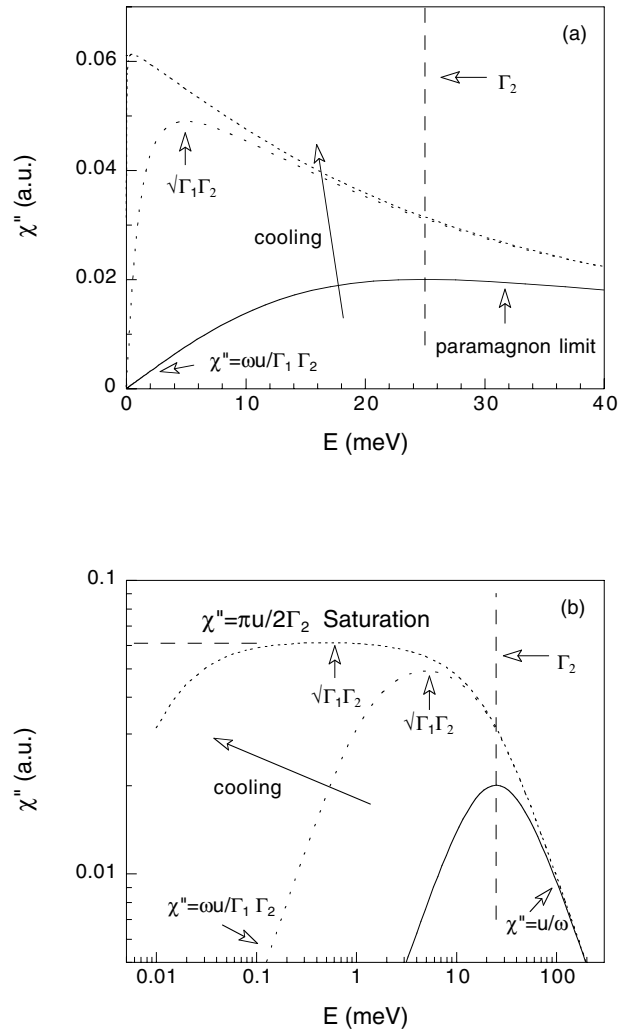 (a)
0.06
Γ₂
χ" (a.u.)
0.04
√Γ₁Γ₂
cooling
0.02
paramagnon limit
χ"=ωu/Γ₁ Γ₂
0
0 10 20 30 40
E (meV)
0.1
(b)
χ"=πu/2Γ₂ Saturation
Γ₂
√Γ₁Γ₂
√Γ₁Γ₂
χ" (a.u.)
cooling
0.01
χ"=ωu/Γ₁ Γ₂
χ"=u/ω
0.01 0.1 1 10 100
E (meV)